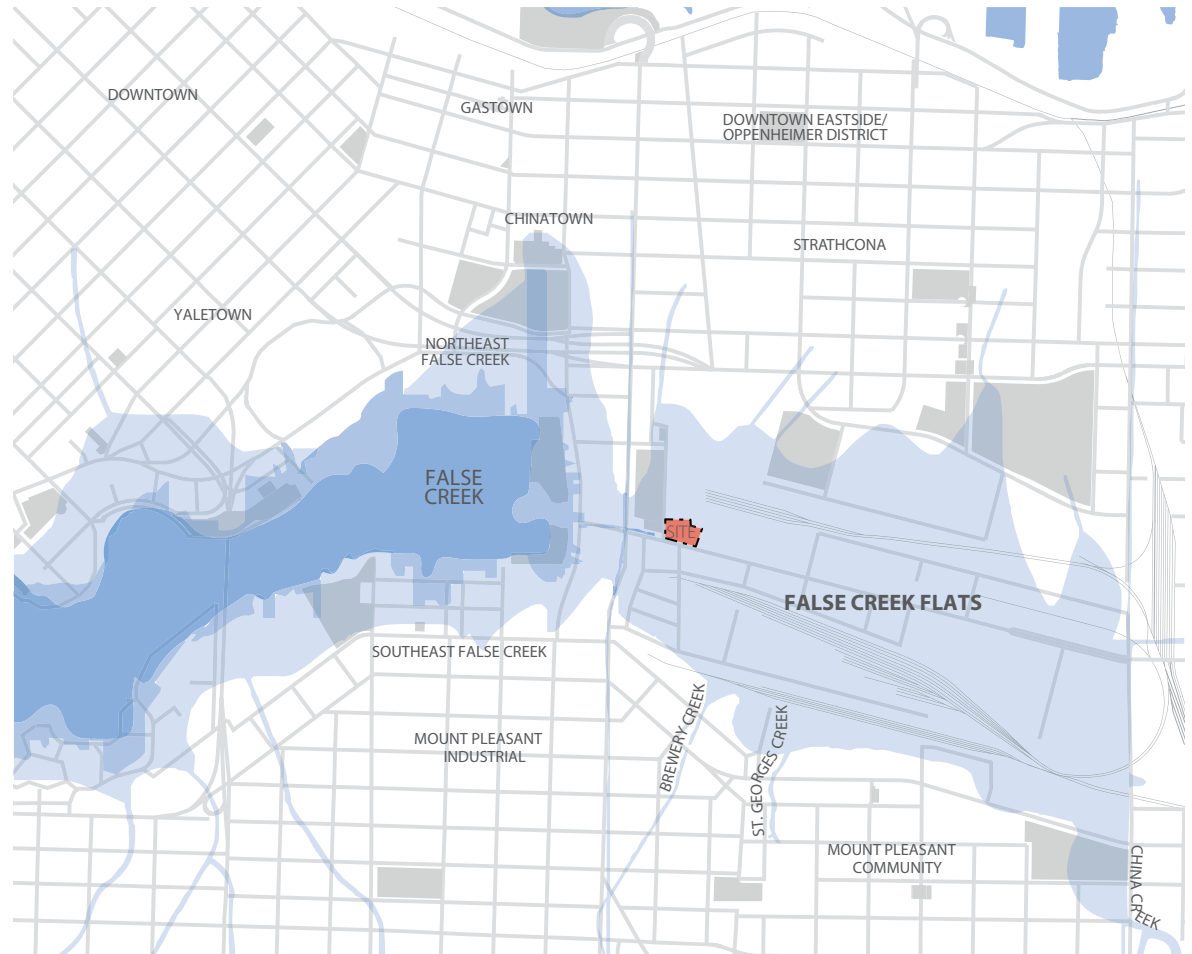 DOWNTOWN
GASTOWN
DOWNTOWN EASTSIDE/
OPPENHEIMER DISTRICT
CHINATOWN
STRATHCONA
YALETOWN
NORTHEAST
FALSE CREEK
FALSE
CREEK
SITE
FALSE CREEK FLATS
SOUTHEAST FALSE CREEK
BREWERY CREEK
ST. GEORGES CREEK
MOUNT PLEASANT
INDUSTRIAL
MOUNT PLEASANT
COMMUNITY
CHINA CREEK